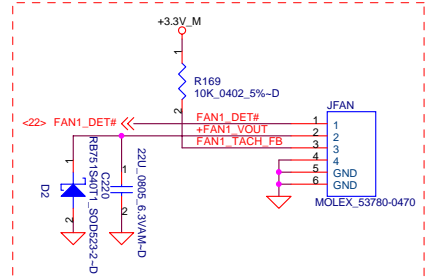 +3.3V_M
1
R169
10K_0402_5%~D
2
JFAN
<22> FAN1_DET#
FAN1_DET#
1
1
+FAN1_VOUT
2
2
FAN1_TACH_FB
3
3
4
4
5
GND
6
GND
MOLEX_53780-0470
1
D2
2
RB751S40T1_SOD523-2~D
1
C220
2
22U_0805_6.3VAM~D